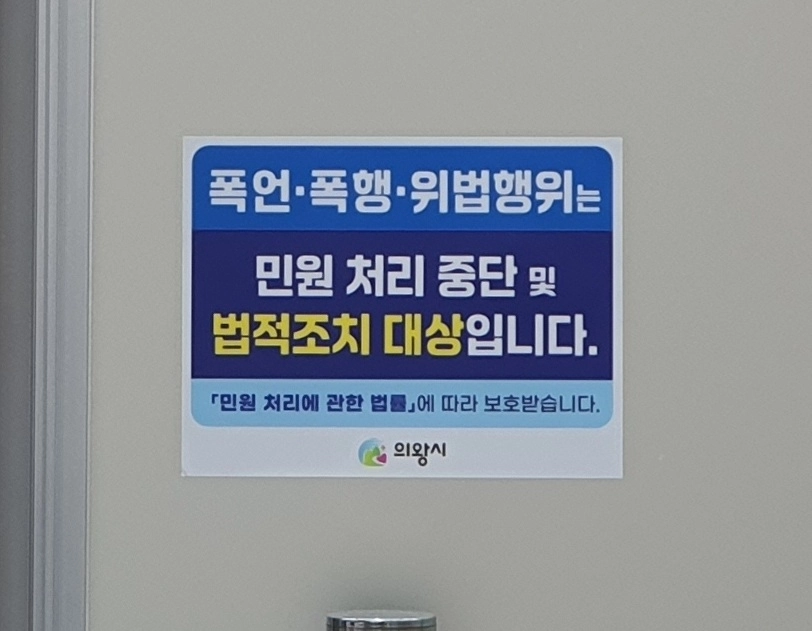 폭언·폭행·위법행위는
민원 처리 중단 및
법적조치 대상입니다.
「민원 처리에 관한 법률」에 따라 보호받습니다.
의왕시